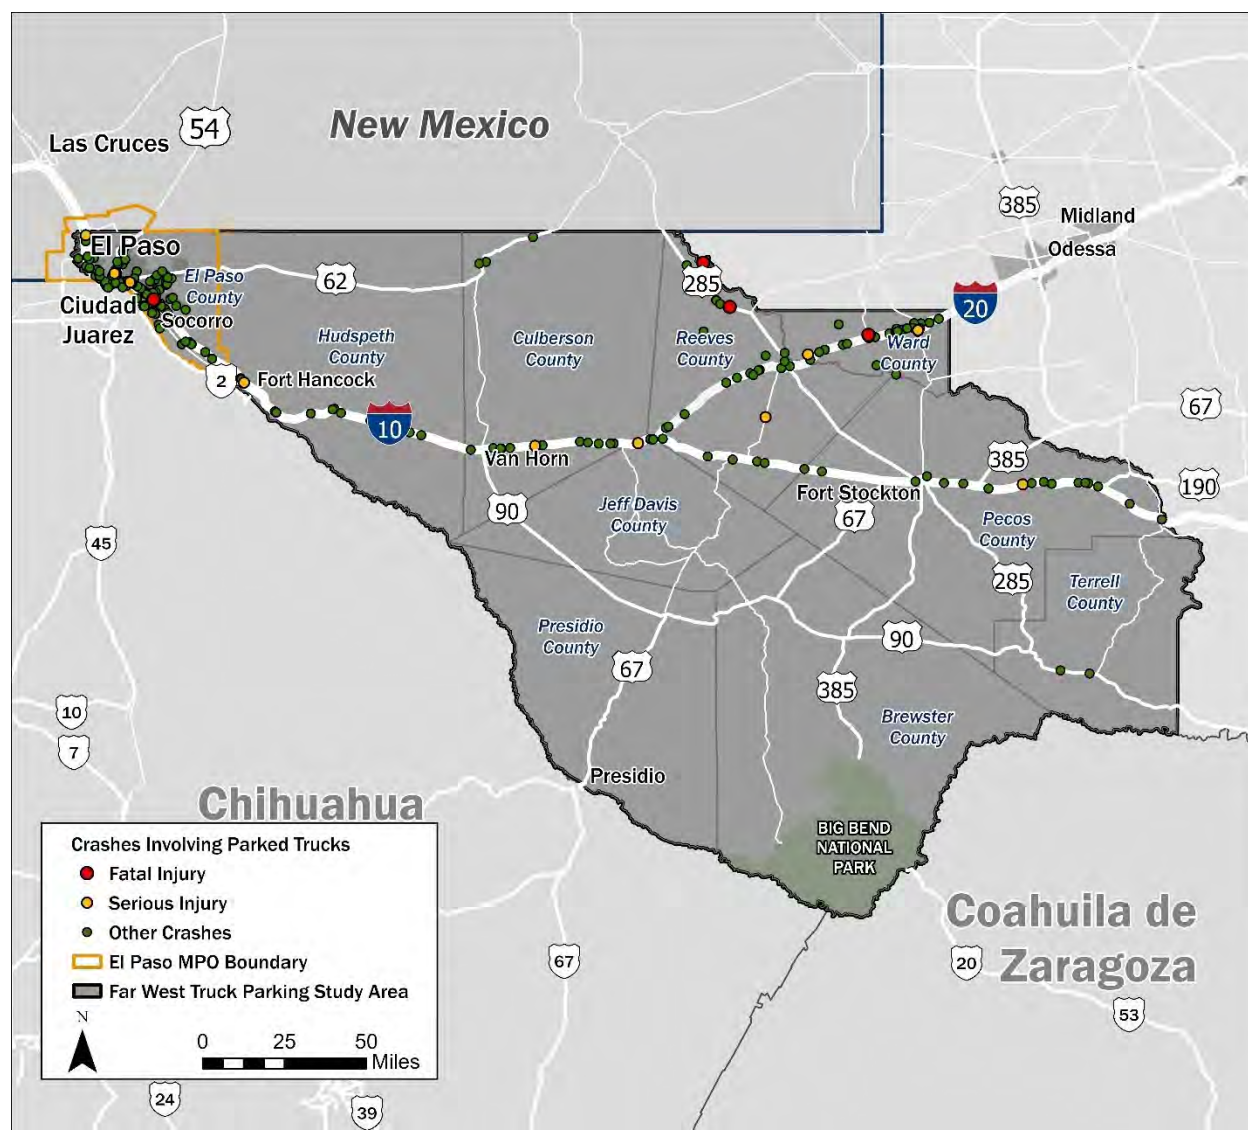 New Mexico
54
Las Cruces
385
Midland
Odessa
El Paso
El Paso
County
62
285
20
Ciudad
Juarez
Socorro
Hudspeth
County
Culberson
County
Reeves
County
Ward
County
2
Fort Hancock
10
67
Van Horn
385
190
Fort Stockton
90
Jeff Davis
County
67
Pecos
County
45
285
Terrell
County
Presidio
County
90
67
385
10
Brewster
County
7
Presidio
Chihuahua
BIG BEND
NATIONAL
PARK
Coahuila de
Zaragoza
67
20
53
24
39
Crashes Involving Parked Trucks
Fatal Injury
Serious Injury
Other Crashes
El Paso MPO Boundary
Far West Truck Parking Study Area
N
0 25 50
Miles